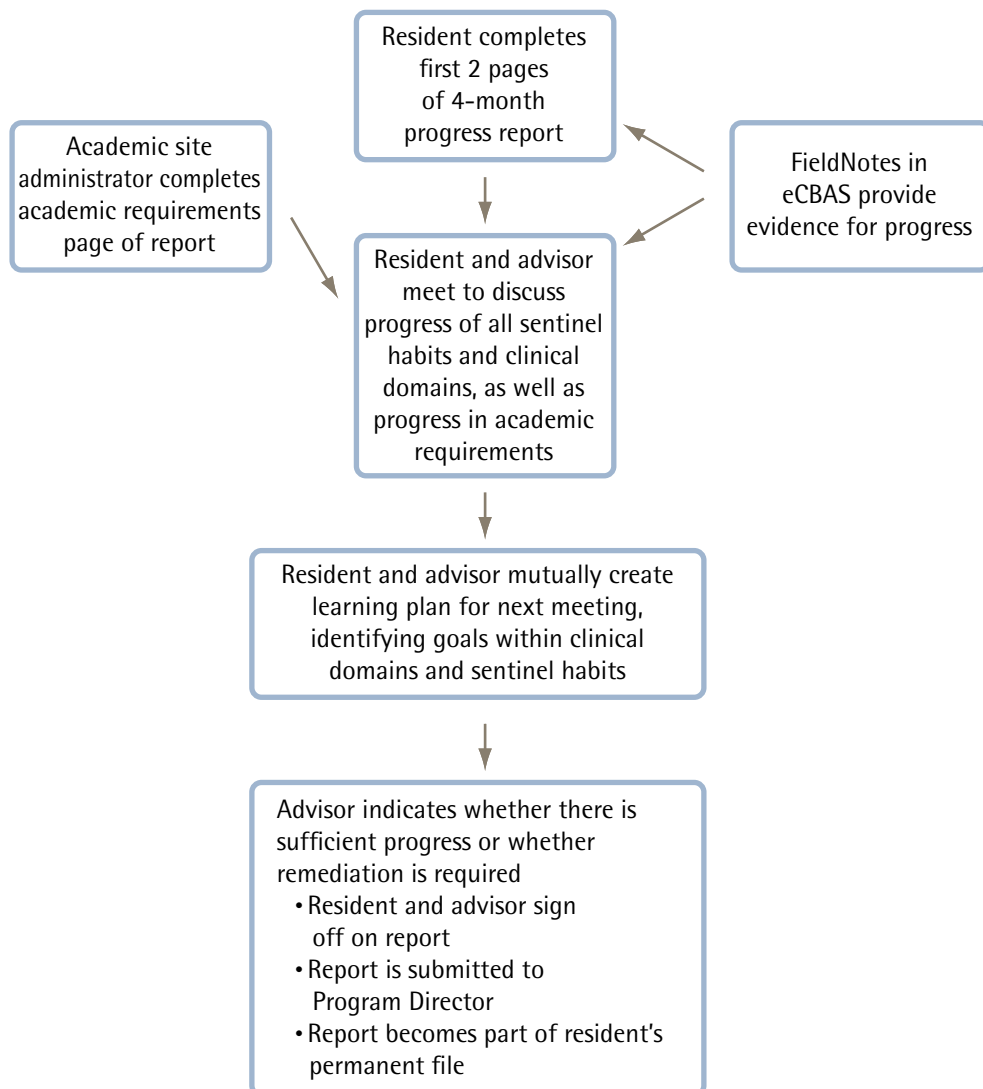 Resident completes
first 2 pages
of 4-month
progress report
Academic site
administrator completes
academic requirements
page of report
FieldNotes in
eCBAS provide
evidence for progress
Resident and advisor
meet to discuss
progress of all sentinel
habits and clinical
domains, as well as
progress in academic
requirements
Resident and advisor mutually create
learning plan for next meeting,
identifying goals within clinical
domains and sentinel habits
Advisor indicates whether there is
sufficient progress or whether
remediation is required
• Resident and advisor sign
off on report
• Report is submitted to
Program Director
• Report becomes part of resident’s
permanent file